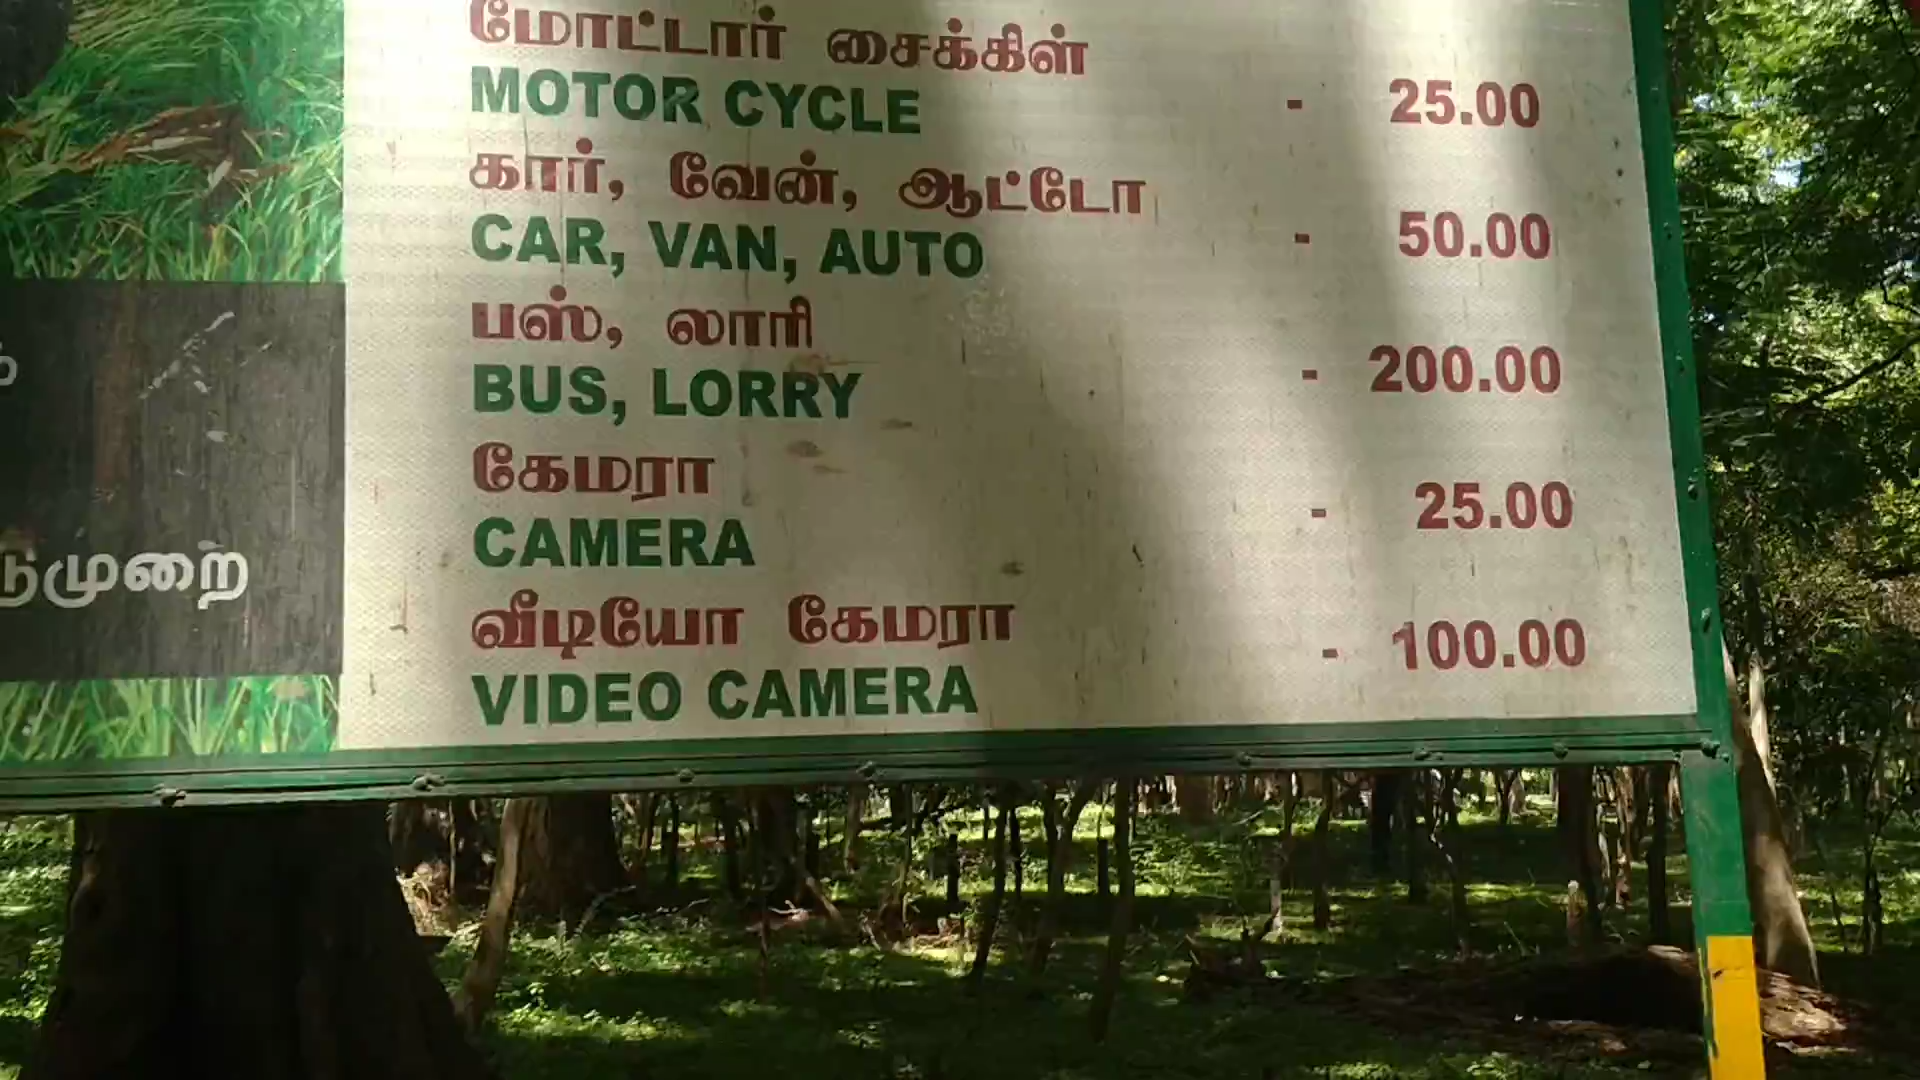 மோட்டார் சைக்கிள்
MOTOR CYCLE - 25.00
கார், வேன், ஆட்டோ
CAR, VAN, AUTO - 50.00
பஸ், லாரி
BUS, LORRY - 200.00
கேமரா
CAMERA - 25.00
வீடியோ கேமரா
VIDEO CAMERA - 100.00